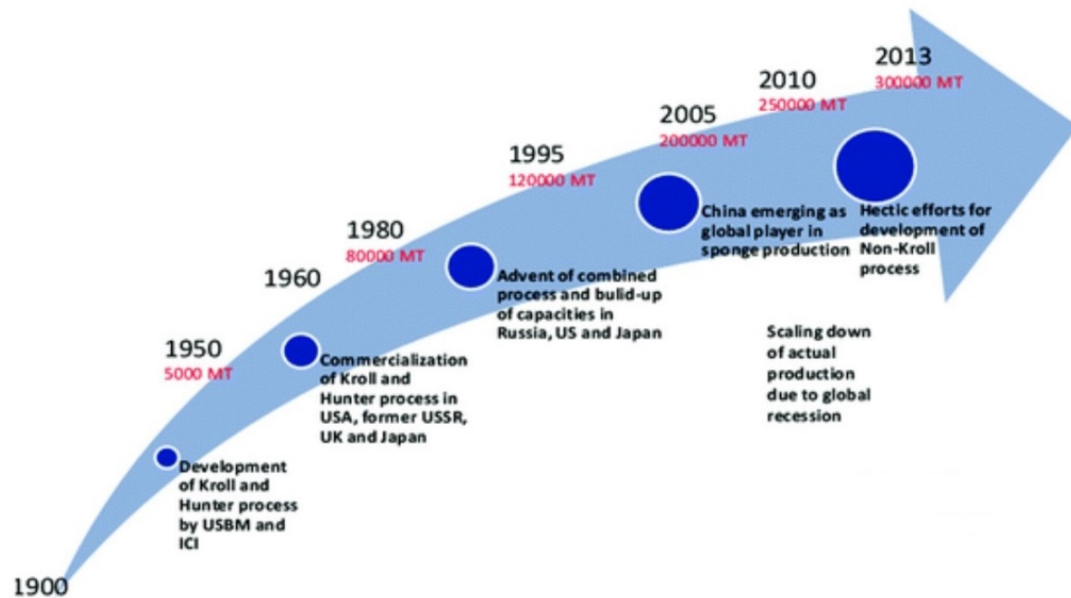 2013
300000 MT
2010
250000 MT
2005
200000 MT
1995
120000 MT
1980
80000 MT
1960
1950
5000 MT
1900
China emerging as
global player in
sponge production
Hectic efforts for
development of
Non-Kroll
process
Advent of combined
process and bulid-up
of capacities in
Russia, US and Japan
Scaling down
of actual
production
due to global
recession
Commercialization
of Kroll and
Hunter process in
USA, former USSR,
UK and Japan
Development
of Kroll and
Hunter process
by USBM and
ICI